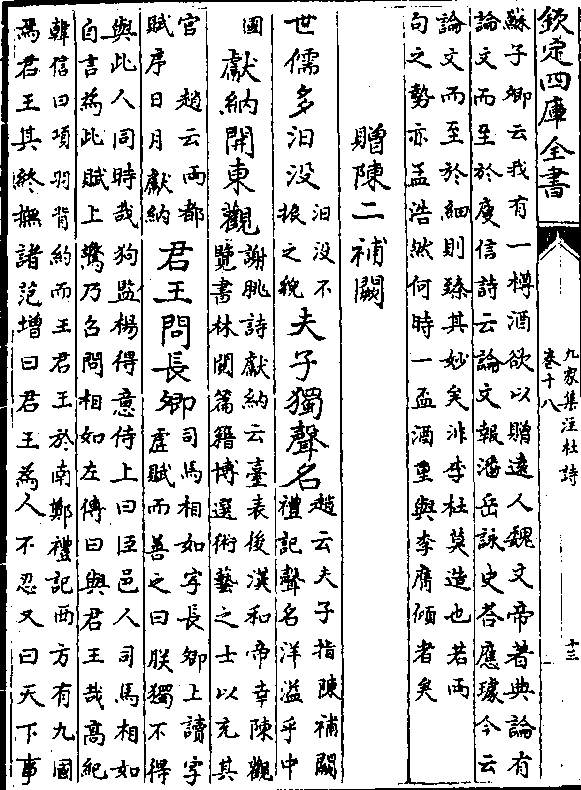 欽定四庫全書
九家集注杜詩
卷十八
十三
蘇子卿云我有一樽酒欲以贈遠人魏文帝著典論有
論文而至於庾信詩云論文報潘岳詠史答應璩今云
論文而至於細則臻其妙矣非李杜莫造也若兩
句之勢亦孟浩然何時一盃酒重與李膺傾者矣
贈陳二補闕
世儒多汩没汩没不振之貌夫子獨聲名趙云夫子指陳補闕禮記聲名洋溢乎中
國獻納開東觀謝朓詩獻納云臺表後漢和帝幸陳觀覽書林閲篇籍博選術藝之士以充其
官趙云兩都賦序日月獻納君王問長卿司馬相如字長卿上讀字虛賦而善之曰朕獨不得
與此人同時哉狗監楊得意侍上曰臣邑人司馬相如
自言為此賦上驚乃召問相如左傳曰與君王哉髙紀
韓信曰項羽背約而王君王於南鄭禮記西方有九國
焉君王其終撫諸范增曰君王為人不忍又曰天下事